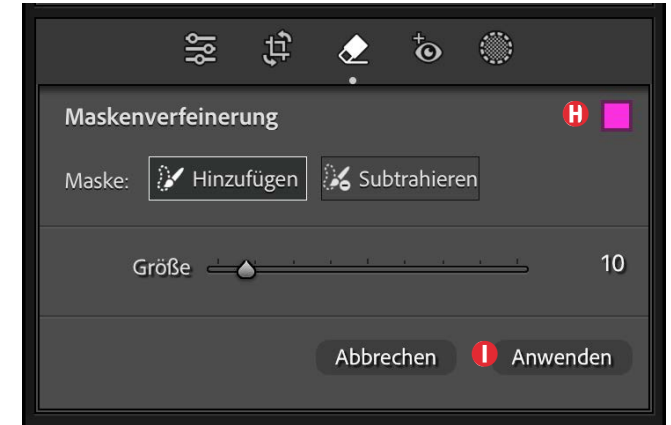 Maskenverfeinerung H
Maske: Hinzufügen Subtrahieren
Größe 10
Abbrechen I Anwenden